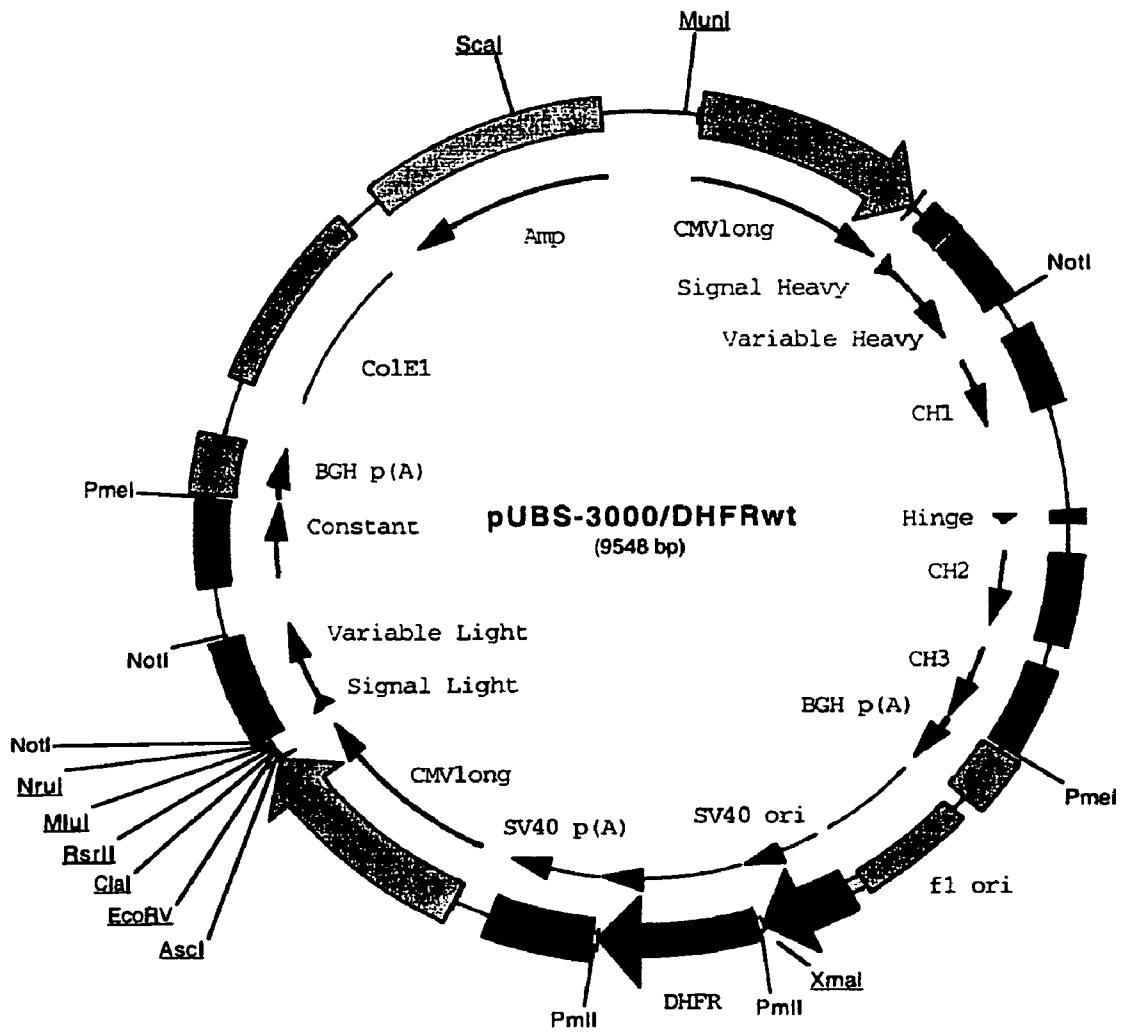 MunI
ScaI
Amp
CMVlong
Signal Heavy
Variable Heavy
NotI
CH1
ColE1
BGH p(A)
PmeI
Constant
pUBS-3000/DHFRwt
(9548 bp)
Hinge
CH2
Variable Light
NotI
Signal Light
CH3
BGH p(A)
PmeI
NotI
NruI
MluI
RsrII
ClaI
EcoRV
AscI
CMVlong
SV40 p(A)
SV40 ori
f1 ori
XmaI
PmlI
DHFR
PmlI